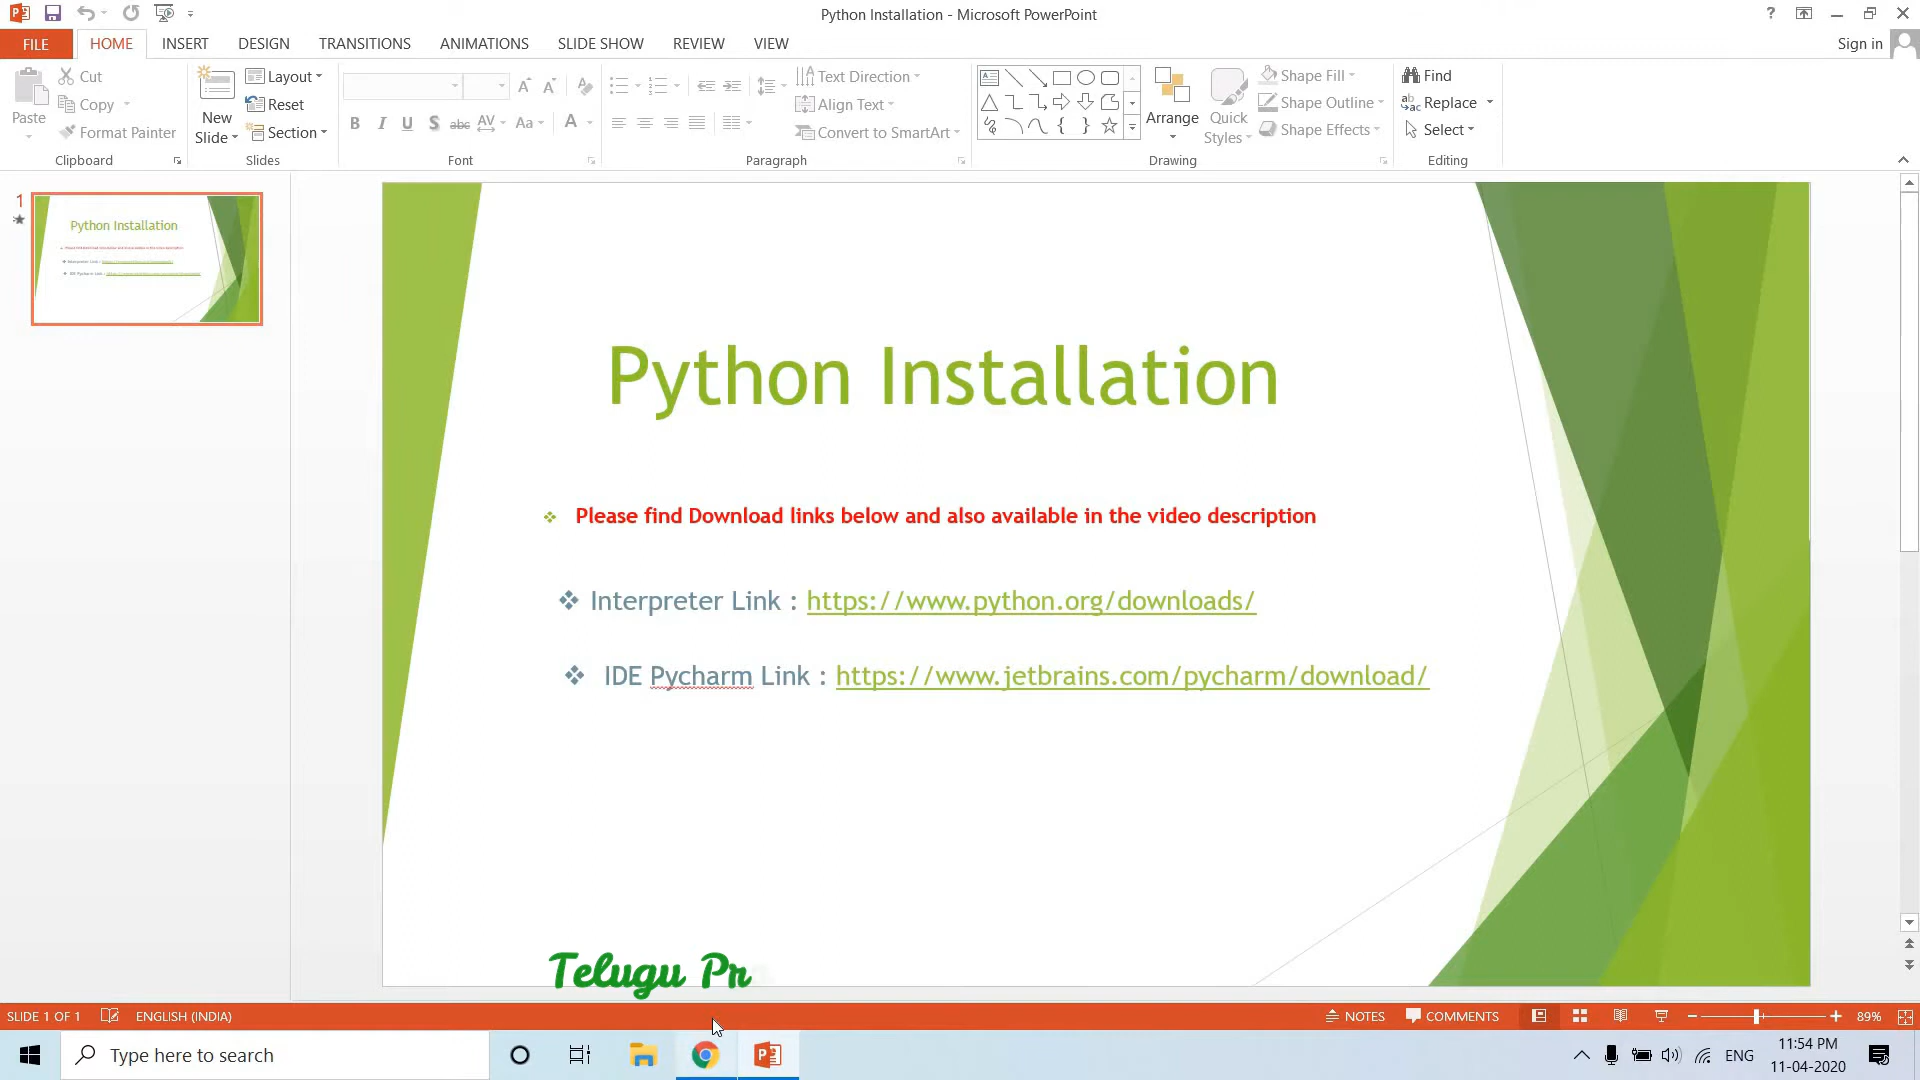 Python Installation - Microsoft PowerPoint
?
FILE
HOME
INSERT
DESIGN
TRANSITIONS
ANIMATIONS
SLIDE SHOW
REVIEW
VIEW
Sign in
Paste
Cut
Copy
Format Painter
Clipboard
New
Slide
Layout
Reset
Section
Slides
B I U S abc AV Aa A
Font
Text Direction
Align Text
Convert to SmartArt
Paragraph
Arrange
Quick
Styles
Shape Fill
Shape Outline
Shape Effects
Drawing
Find
Replace
Select
Editing
1
Python Installation
Python Installation
Please find Download links below and also available in the video description
Interpreter Link : https://www.python.org/downloads/
IDE Pycharm Link : https://www.jetbrains.com/pycharm/download/
Telugu Pr
SLIDE 1 OF 1
ENGLISH (INDIA)
NOTES
COMMENTS
89%
Type here to search
ENG
11:54 PM
11-04-2020